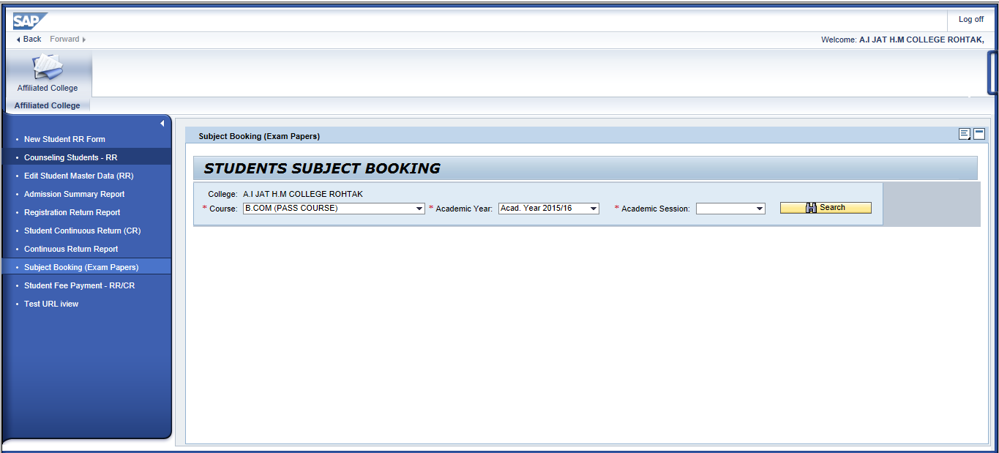 SAP
Log off
Back Forward
Welcome: A.I JAT H.M COLLEGE ROHTAK,
Affiliated College
Affiliated College
New Student RR Form
Counseling Students - RR
Edit Student Master Data (RR)
Admission Summary Report
Registration Return Report
Student Continuous Return (CR)
Continuous Return Report
Subject Booking (Exam Papers)
Student Fee Payment - RR/CR
Test URL iview
Subject Booking (Exam Papers)
STUDENTS SUBJECT BOOKING
College: A.I JAT H.M COLLEGE ROHTAK
* Course: B.COM (PASS COURSE) * Academic Year: Acad. Year 2015/16 * Academic Session: Search